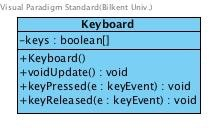 Visual Paradigm Standard(Bilkent Univ.)
Keyboard
-keys : boolean[]
+Keyboard()
+voidUpdate() : void
+keyPressed(e : keyEvent) : void
+keyReleased(e : keyEvent) : void